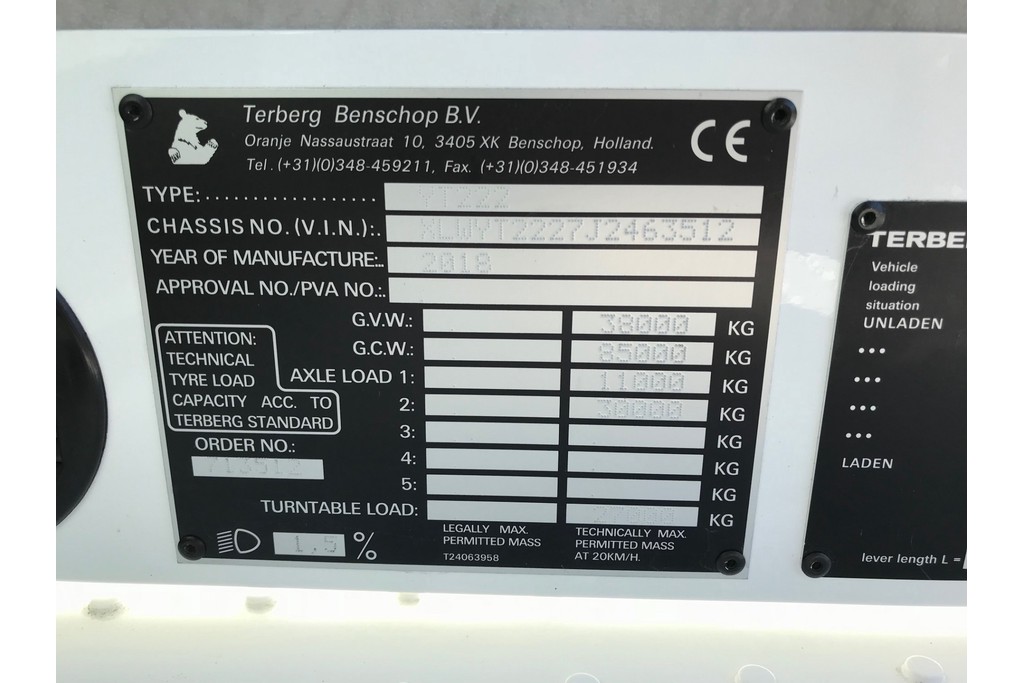 Terberg Benschop B.V.
Oranje Nassaustraat 10, 3405 XK Benschop, Holland.
Tel. (+31)(0)348-459211, Fax. (+31)(0)348-451934
CE
TYPE:.................. YT222
CHASSIS NO. (V.I.N.):. XLWYT2227J2463512
YEAR OF MANUFACTURE:.. 2018
APPROVAL NO./PVA NO.:.
G.V.W.: 38000 KG
G.C.W.: 85000 KG
AXLE LOAD 1: 11000 KG
2: 30000 KG
3: KG
4: KG
5: KG
TURNTABLE LOAD: 27000 KG
ATTENTION:
TECHNICAL
TYRE LOAD
CAPACITY ACC. TO
TERBERG STANDARD
ORDER NO.:
713512
1,5 %
LEGALLY MAX.
PERMITTED MASS
T24063958
TECHNICALLY MAX.
PERMITTED MASS
AT 20KM/H.
TERBE
Vehicle
loading
situation
UNLADEN
...
...
...
...
LADEN
lever length L =